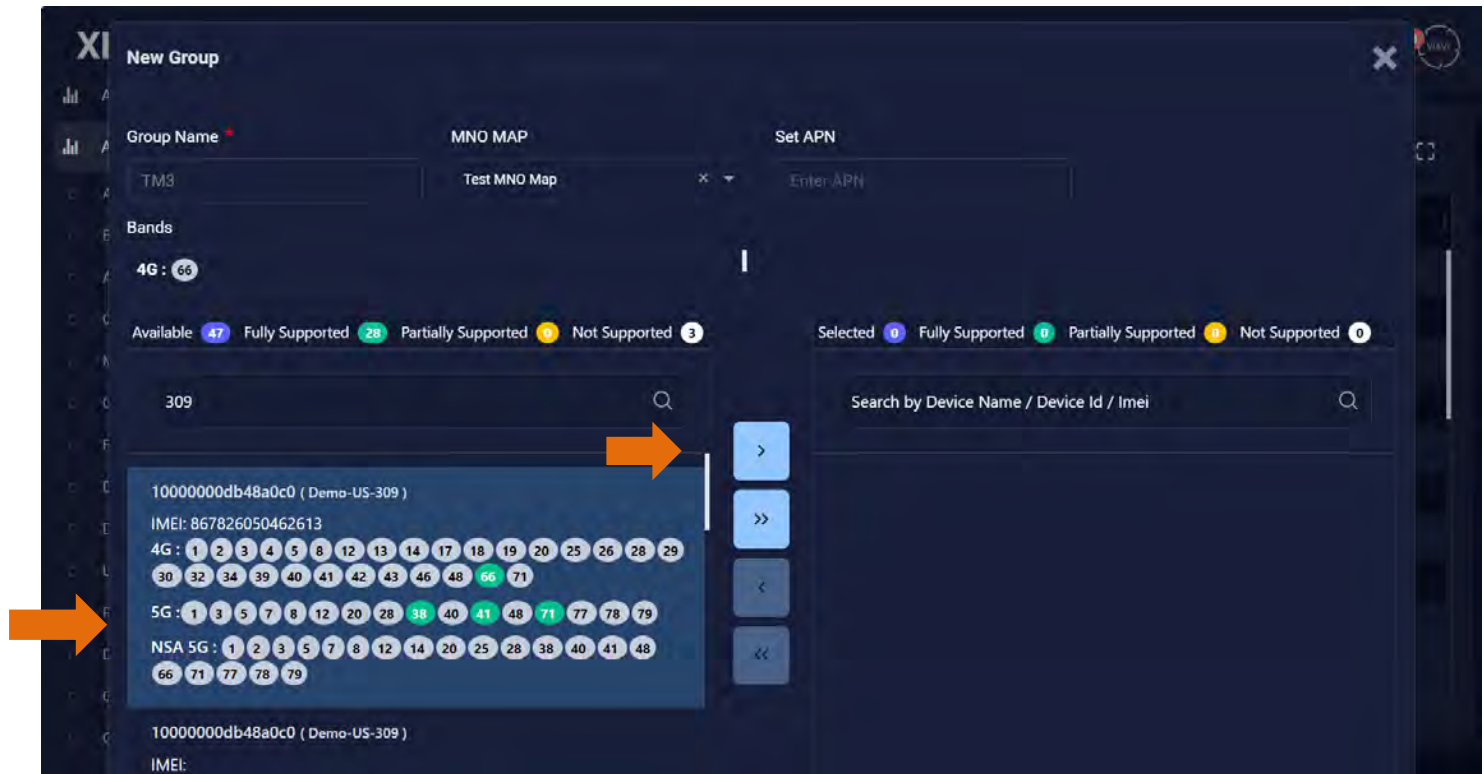 XI
New Group
VIAVI
Group Name *
MNO MAP
Set APN
TM3
Test MNO Map
×
Enter APN
Bands
4G : 66
Available 47 Fully Supported 28 Partially Supported 0 Not Supported 3
Selected 0 Fully Supported 0 Partially Supported 0 Not Supported 0
309
Search by Device Name / Device Id / Imei
>
>>
<
<<
10000000db48a0c0 ( Demo-US-309 )
IMEI: 867826050462613
4G : 1 2 3 4 5 8 12 13 14 17 18 19 20 25 26 28 29
30 32 34 39 40 41 42 43 46 48 66 71
5G : 1 3 5 7 8 12 20 28 38 40 41 48 71 77 78 79
NSA 5G : 1 2 3 5 7 8 12 14 20 25 28 38 40 41 48
66 71 77 78 79
10000000db48a0c0 ( Demo-US-309 )
IMEI: